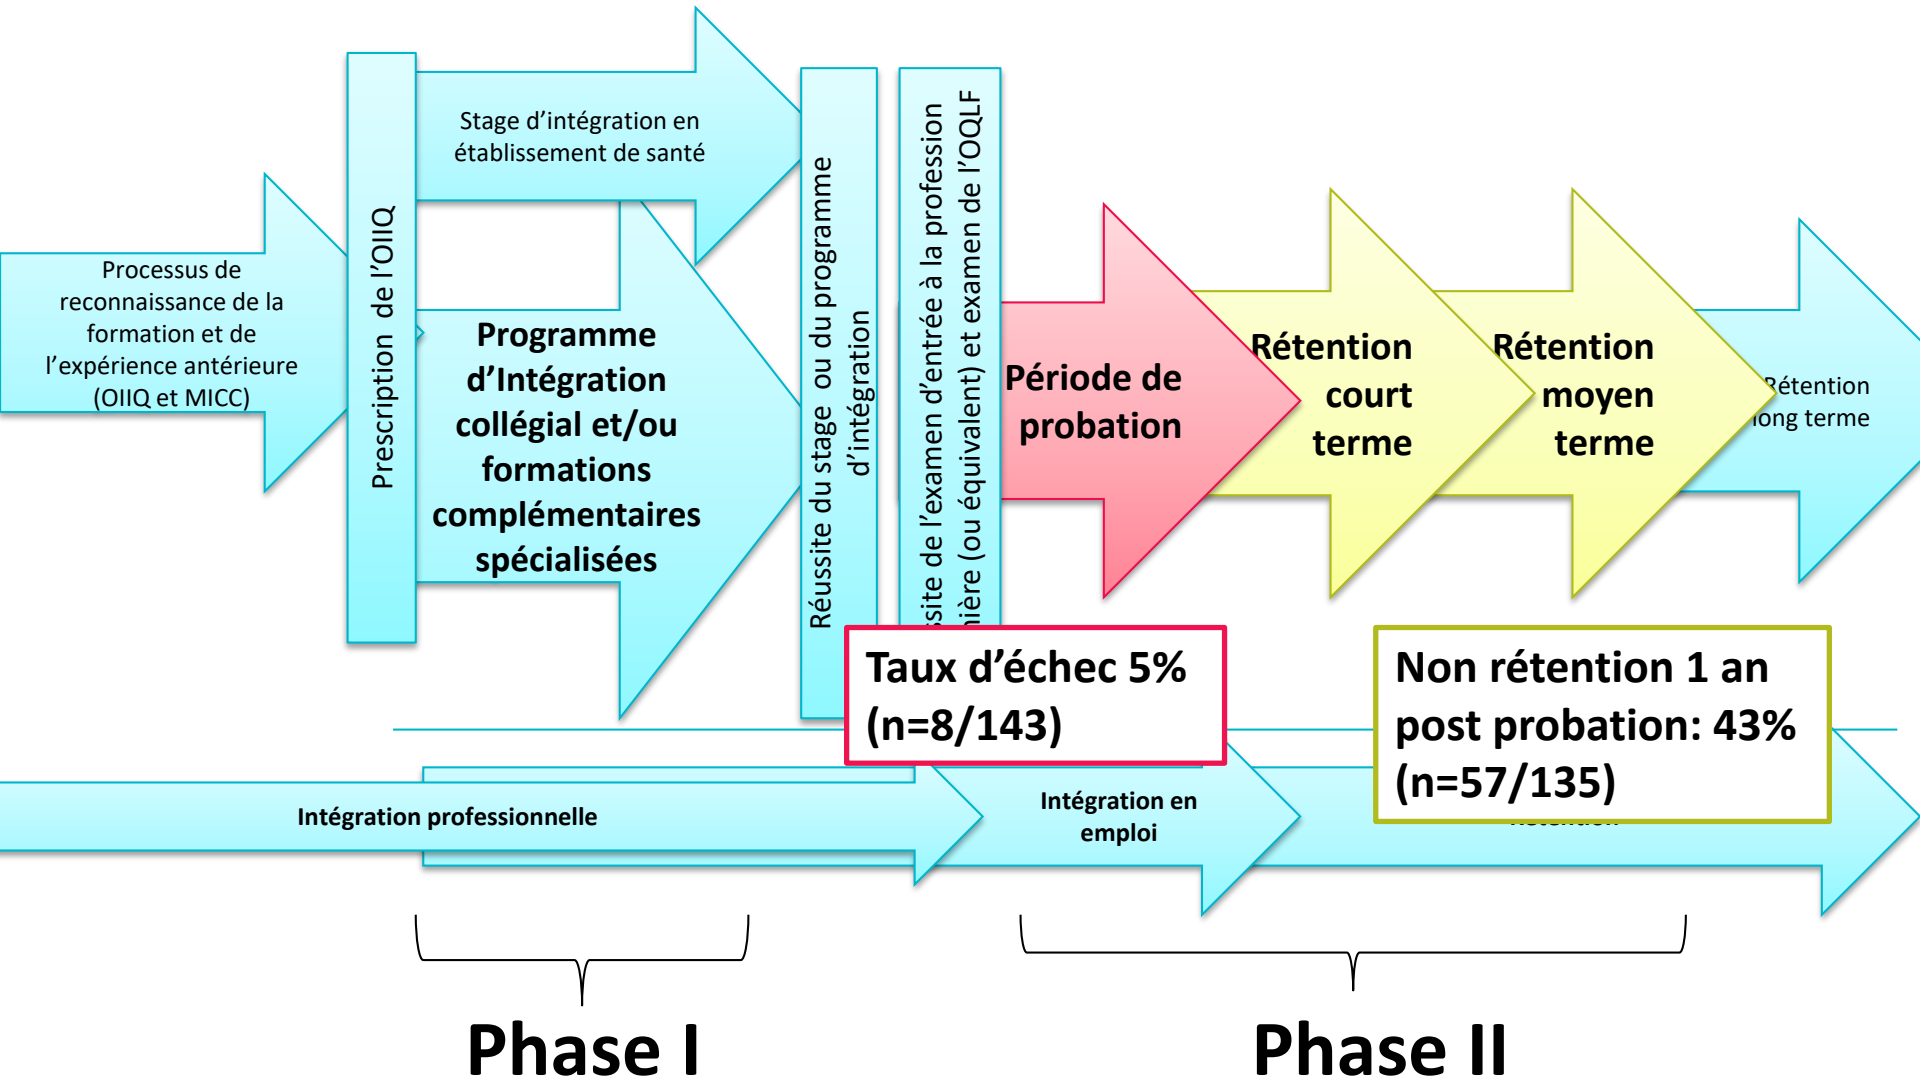 Processus de
reconnaissance de la
formation et de
l'expérience antérieure
(OIIQ et MICC)
Prescription de l'OIIQ
Stage d'intégration en
établissement de santé
Programme
d'Intégration
collégial et/ou
formations
complémentaires
spécialisées
Réussite du stage ou du programme
d'intégration
de l'examen d'entrée à la profession
(ou équivalent) et examen de l'OQLF
Période de
probation
Rétention
court
terme
Rétention
moyen
terme
Rétention
long terme
Taux d'échec 5%
(n=8/143)
Non rétention 1 an
post probation: 43%
(n=57/135)
Intégration professionnelle
Intégration en
emploi
Phase I
Phase II